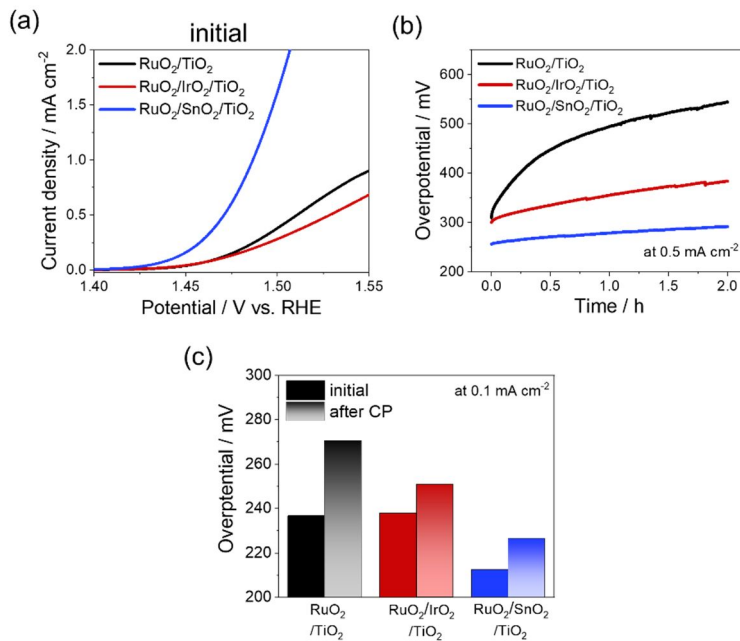 (a)
initial
RuO₂/TiO₂
RuO₂/IrO₂/TiO₂
RuO₂/SnO₂/TiO₂
2.0
1.5
1.0
0.5
0.0
Current density / mA cm⁻²
1.40
1.45
1.50
1.55
Potential / V vs. RHE
(b)
RuO₂/TiO₂
RuO₂/IrO₂/TiO₂
RuO₂/SnO₂/TiO₂
600
500
400
300
200
Overpotential / mV
at 0.5 mA cm⁻²
0.0
0.5
1.0
1.5
2.0
Time / h
(c)
initial
after CP
at 0.1 mA cm⁻²
300
280
260
240
220
200
Overptential / mV
RuO₂
/TiO₂
RuO₂/IrO₂
/TiO₂
RuO₂/SnO₂
/TiO₂